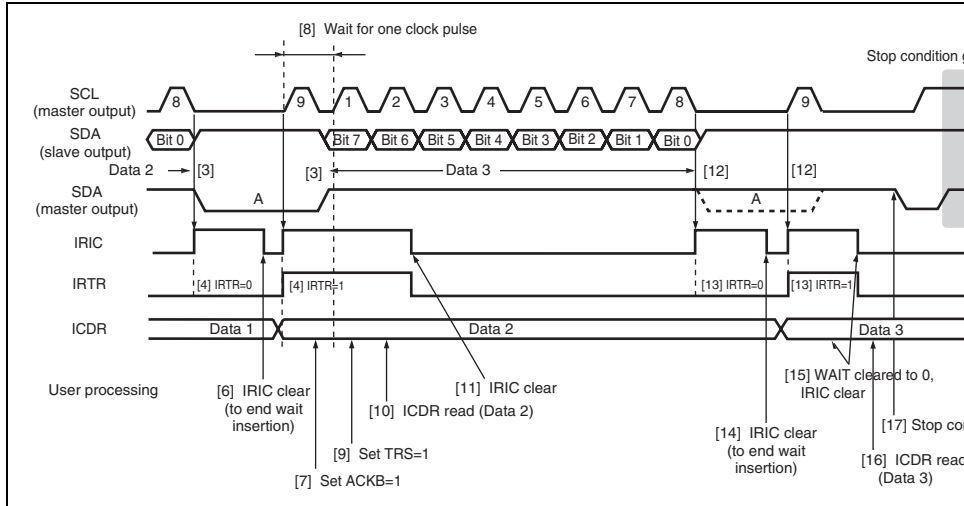 [8] Wait for one clock pulse
Stop condition g
SCL
(master output)
8 9 1 2 3 4 5 6 7 8 9
SDA
(slave output)
Bit 0 Bit 7 Bit 6 Bit 5 Bit 4 Bit 3 Bit 2 Bit 1 Bit 0
Data 2 [3] [3] Data 3 [12] [12]
SDA
(master output)
A A
IRIC
IRTR
[4] IRTR=0 [4] IRTR=1 [13] IRTR=0 [13] IRTR=1
ICDR
Data 1 Data 2 Data 3
User processing
[6] IRIC clear
(to end wait
insertion)
[11] IRIC clear
[10] ICDR read (Data 2)
[9] Set TRS=1
[7] Set ACKB=1
[15] WAIT cleared to 0,
IRIC clear
[14] IRIC clear
(to end wait
insertion)
[17] Stop con
[16] ICDR read
(Data 3)